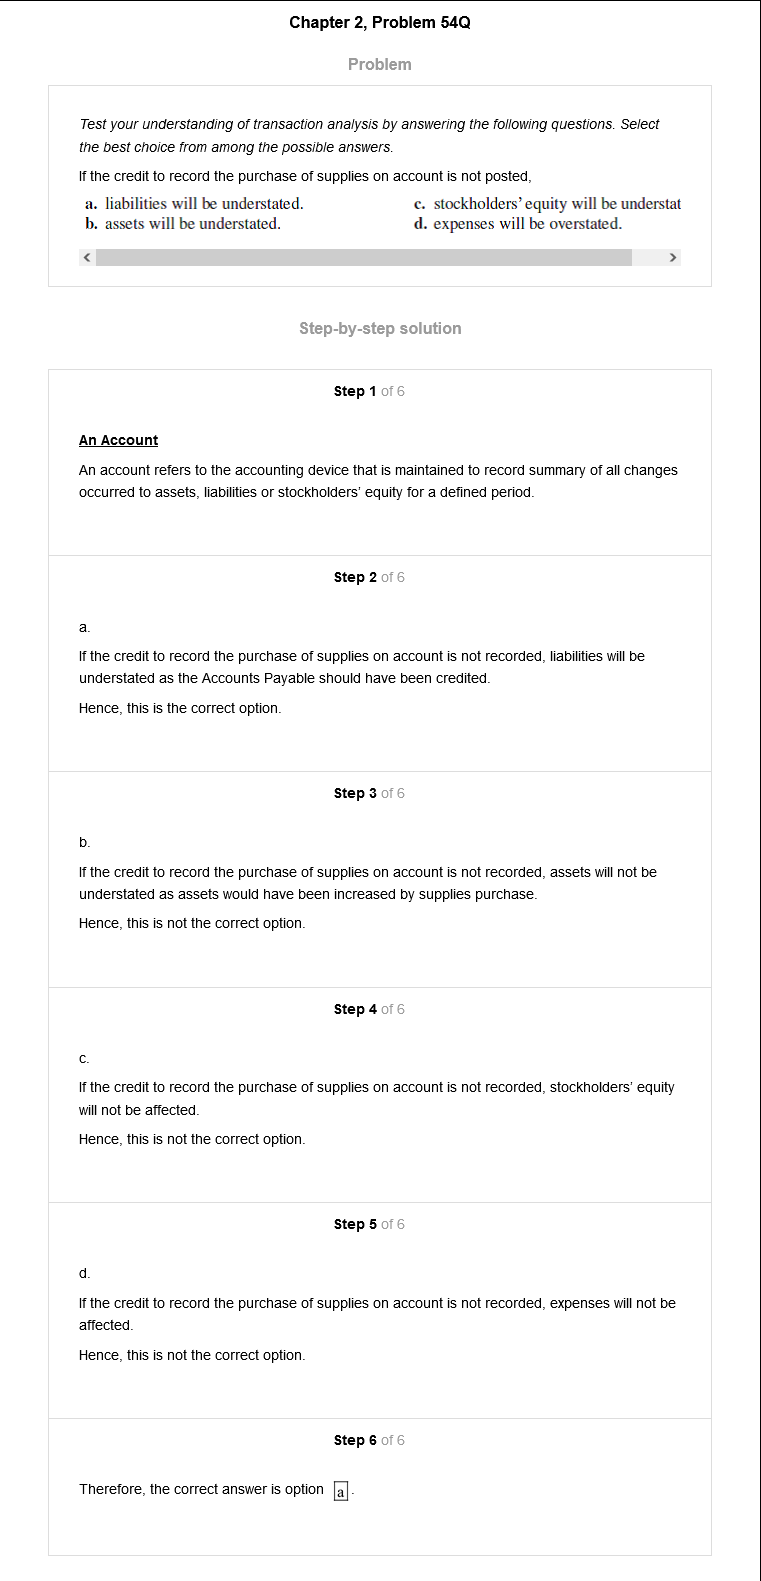 Chapter 2, Problem 54Q
Problem
Test your understanding of transaction analysis by answering the following questions. Select
the best choice from among the possible answers.
If the credit to record the purchase of supplies on account is not posted,
a. liabilities will be understated.
b. assets will be understated.
c. stockholders' equity will be understat
d. expenses will be overstated.
Step-by-step solution
Step 1 of 6
An Account
An account refers to the accounting device that is maintained to record summary of all changes
occurred to assets, liabilities or stockholders' equity for a defined period.
Step 2 of 6
a.
If the credit to record the purchase of supplies on account is not recorded, liabilities will be
understated as the Accounts Payable should have been credited.
Hence, this is the correct option.
Step 3 of 6
b.
If the credit to record the purchase of supplies on account is not recorded, assets will not be
understated as assets would have been increased by supplies purchase.
Hence, this is not the correct option.
Step 4 of 6
c.
If the credit to record the purchase of supplies on account is not recorded, stockholders' equity
will not be affected.
Hence, this is not the correct option.
Step 5 of 6
d.
If the credit to record the purchase of supplies on account is not recorded, expenses will not be
affected.
Hence, this is not the correct option.
Step 6 of 6
Therefore, the correct answer is option a.